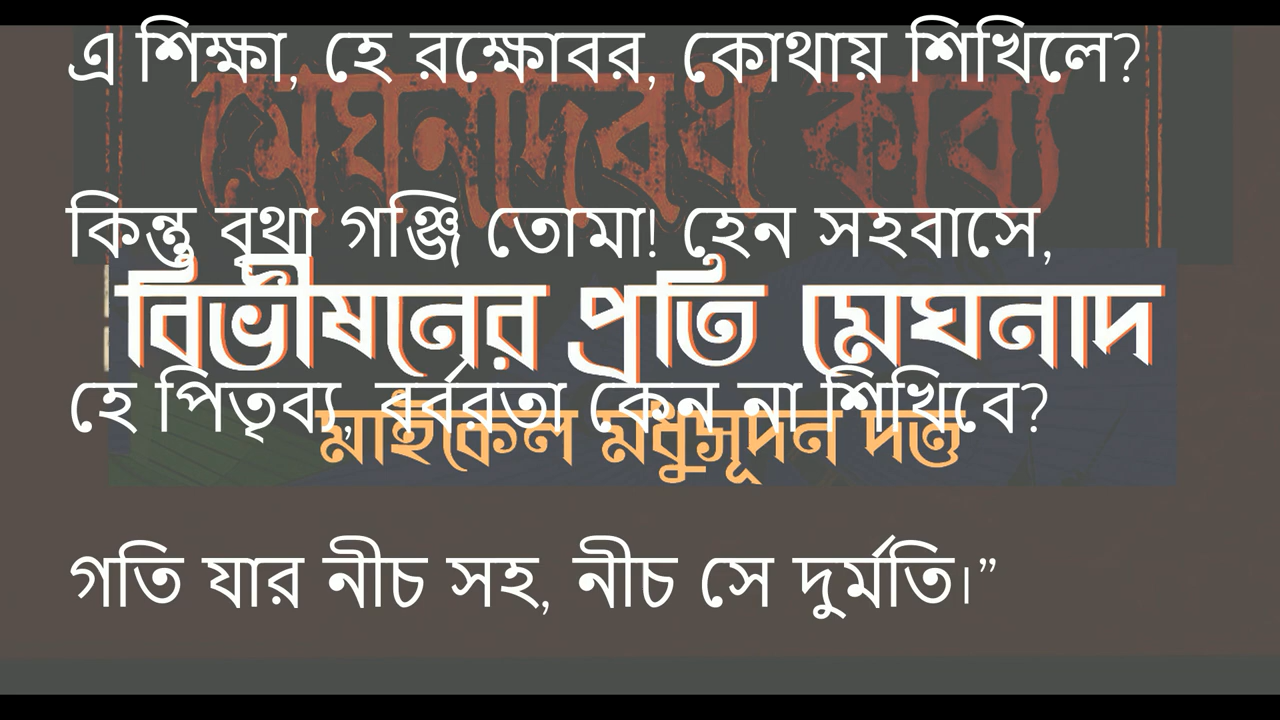 এ শিক্ষা, হে রক্ষোবর, কোথায় শিখিলে?
মেঘনাদবধ কাব্য
কিন্তু বৃথা গঞ্জি তোমা! হেন সহবাসে,
বিভীষনের প্রতি মেঘনাদ
হে পিতৃব্য, বর্বরতা কেন না শিখিবে?
মাইকেল মধুসূদন দত্ত
গতি যার নীচ সহ, নীচ সে দুর্মতি।”